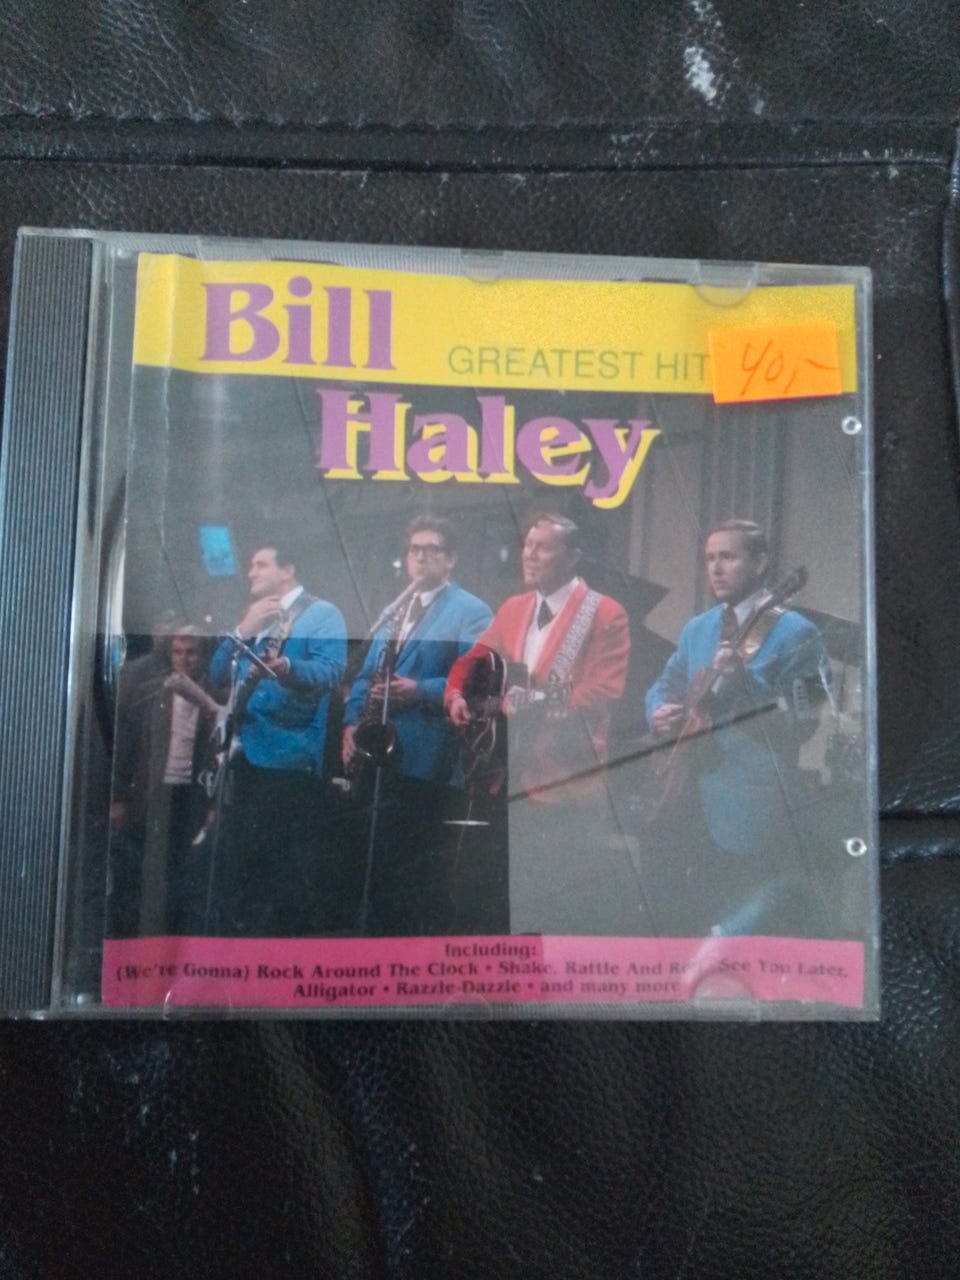 Bill
GREATEST HIT
40,-
Haley
Including:
(We're Gonna) Rock Around The Clock • Shake, Rattle And Ro See You Later,
Alligator • Razzle-Dazzle • and many more